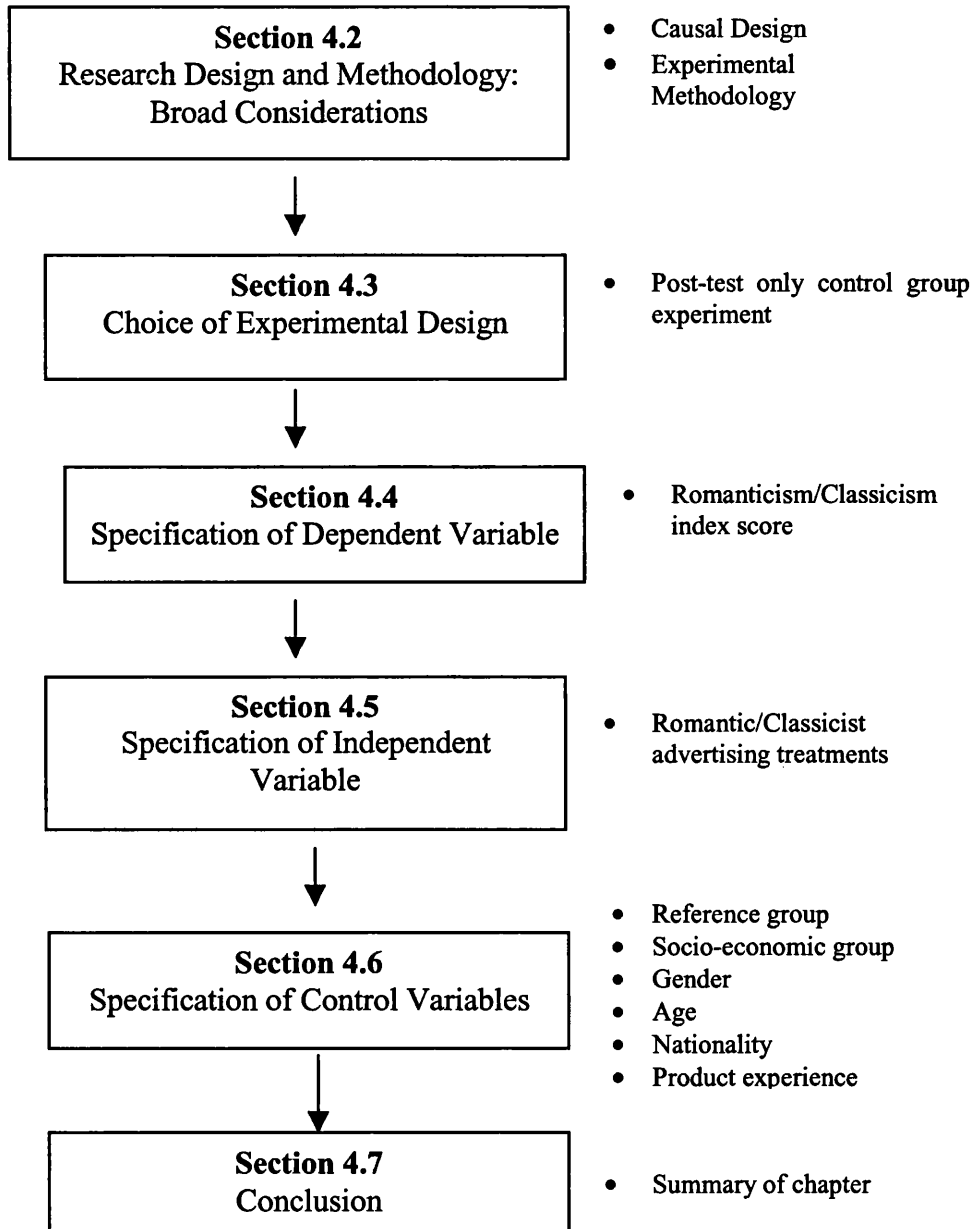 Section 4.2
Research Design and Methodology:
Broad Considerations
• Causal Design
• Experimental
Methodology
Section 4.3
Choice of Experimental Design
• Post-test only control group
experiment
Section 4.4
Specification of Dependent Variable
• Romanticism/Classicism
index score
Section 4.5
Specification of Independent
Variable
• Romantic/Classicist
advertising treatments
Section 4.6
Specification of Control Variables
• Reference group
• Socio-economic group
• Gender
• Age
• Nationality
• Product experience
Section 4.7
Conclusion
• Summary of chapter